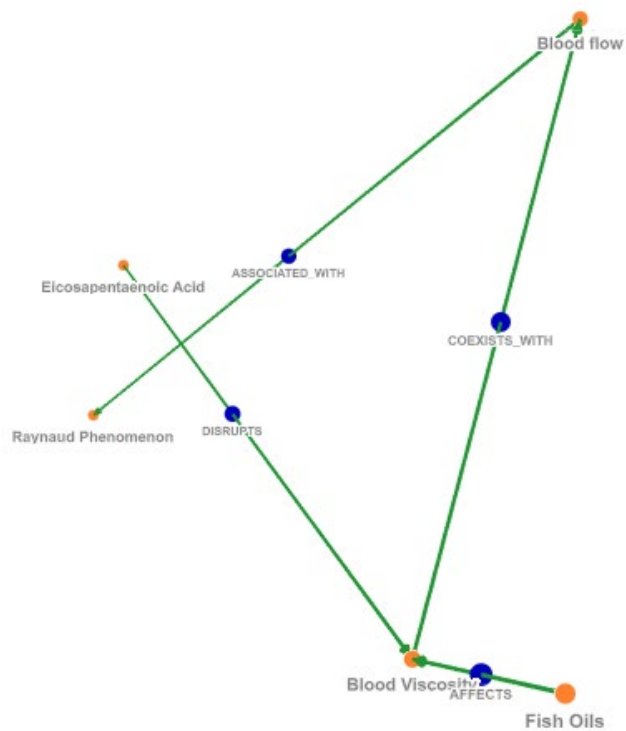 Blood flow
ASSOCIATED_WITH
Eicosapentaenoic Acid
COEXISTS_WITH
Raynaud Phenomenon
DISRUPTS
Blood Viscosity
AFFECTS
Fish Oils